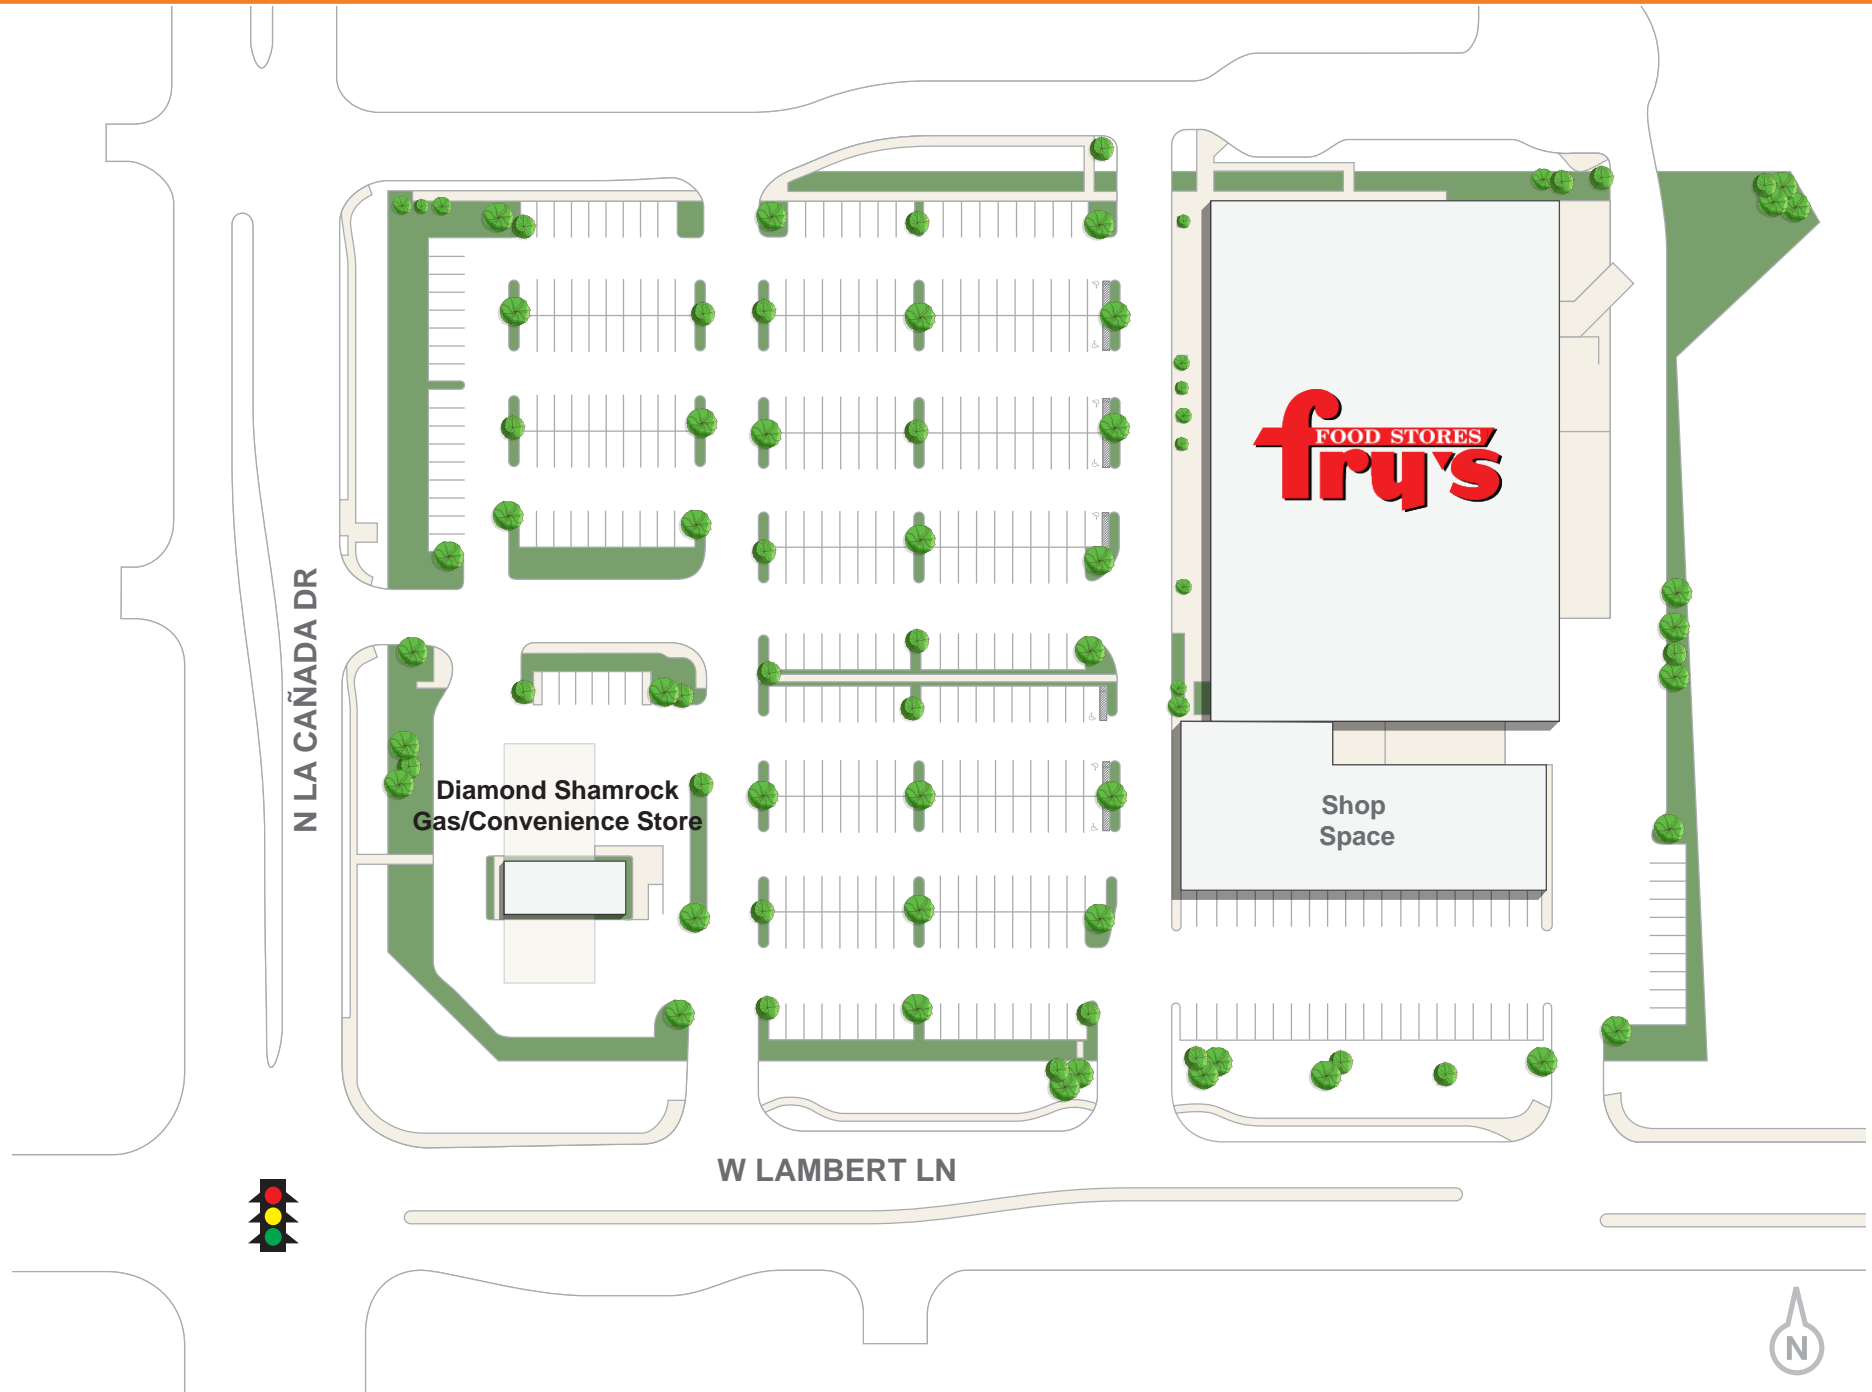 fry's
FOOD STORES
N LA CAÑADA DR
Diamond Shamrock
Gas/Convenience Store
Shop
Space
W LAMBERT LN
N